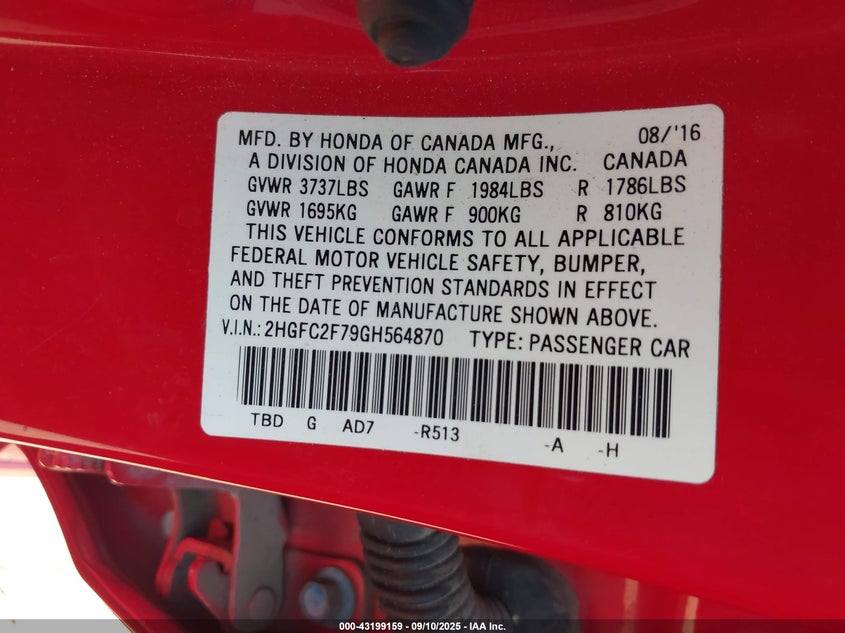 MFD. BY HONDA OF CANADA MFG., 08/'16
A DIVISION OF HONDA CANADA INC. CANADA
GVWR 3737LBS GAWR F 1984LBS R 1786LBS
GVWR 1695KG GAWR F 900KG R 810KG
THIS VEHICLE CONFORMS TO ALL APPLICABLE
FEDERAL MOTOR VEHICLE SAFETY, BUMPER,
AND THEFT PREVENTION STANDARDS IN EFFECT
ON THE DATE OF MANUFACTURE SHOWN ABOVE.
V.I.N.: 2HGFC2F79GH564870 TYPE: PASSENGER CAR
TBD G AD7 -R513 -A -H
000-43199159 - 09/10/2025 - IAA Inc.